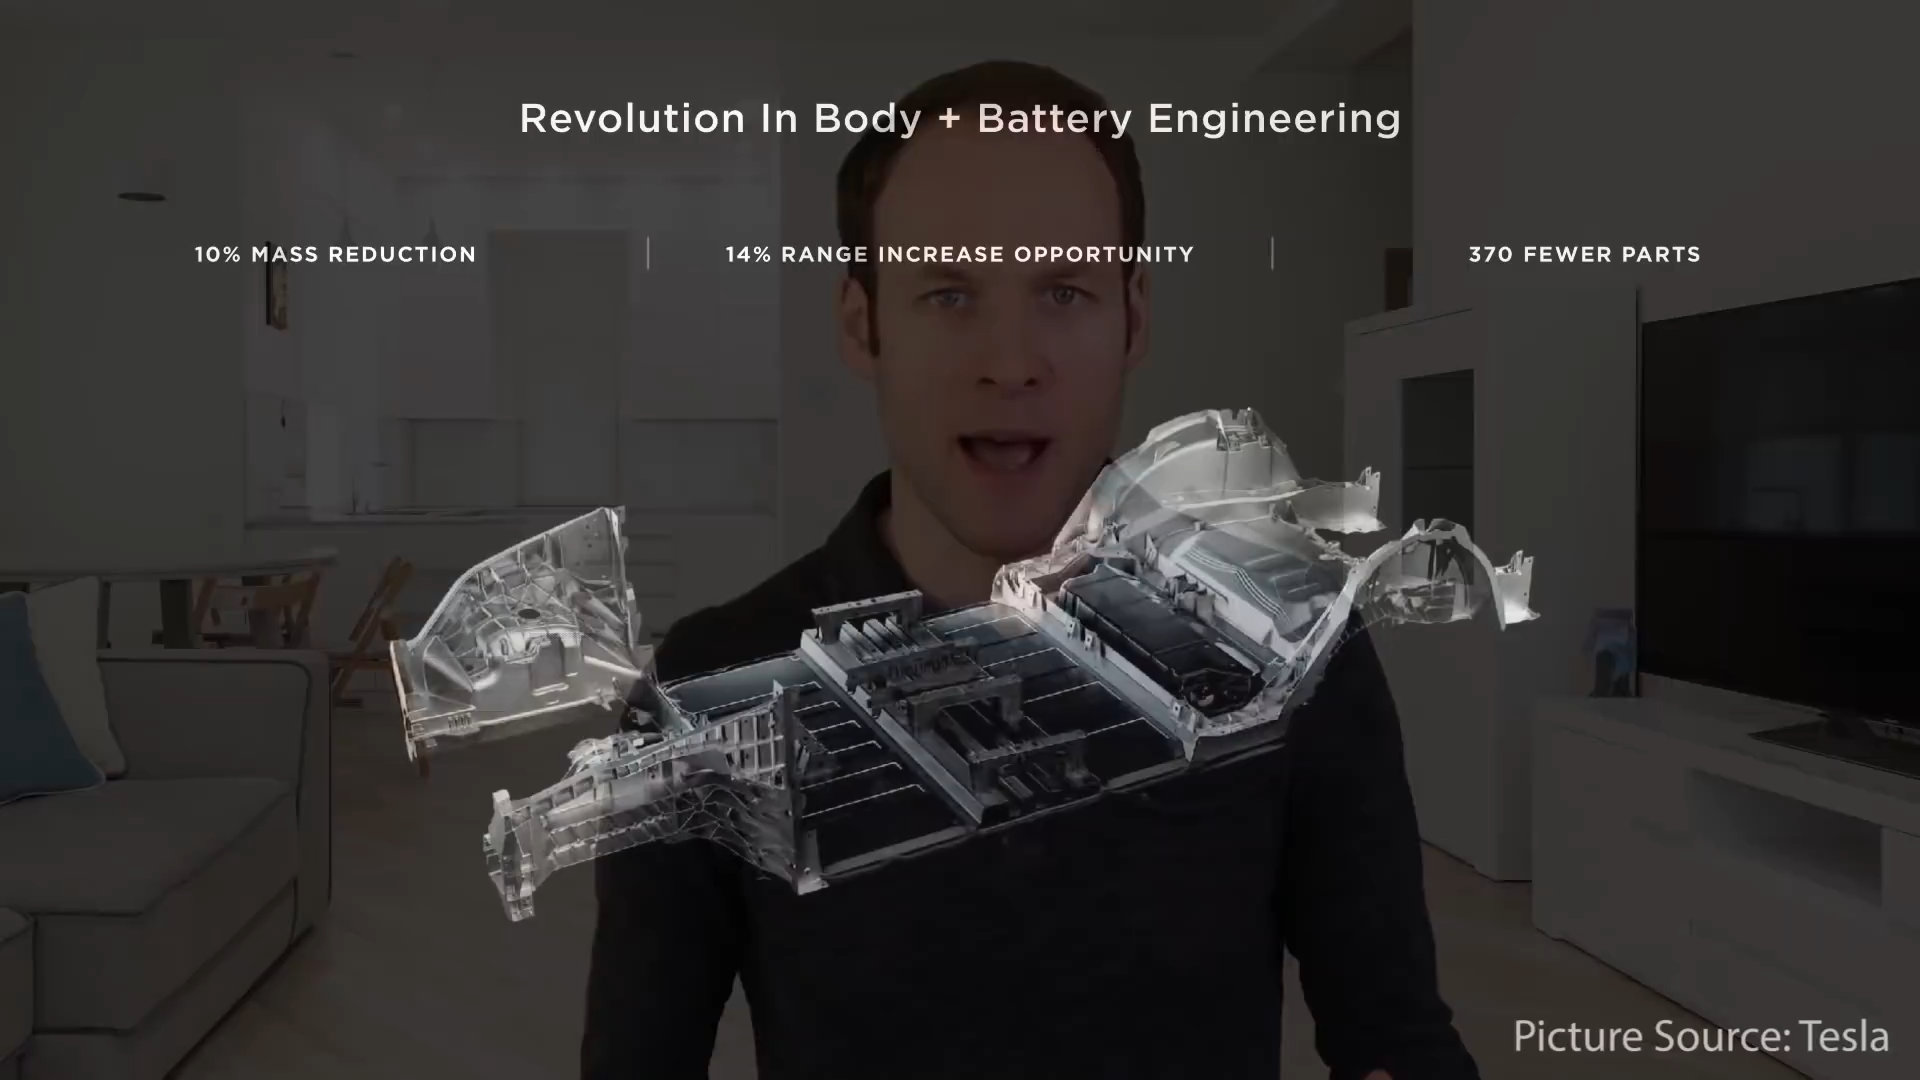 Revolution In Body + Battery Engineering
10% MASS REDUCTION
14% RANGE INCREASE OPPORTUNITY
370 FEWER PARTS
Picture Source: Tesla